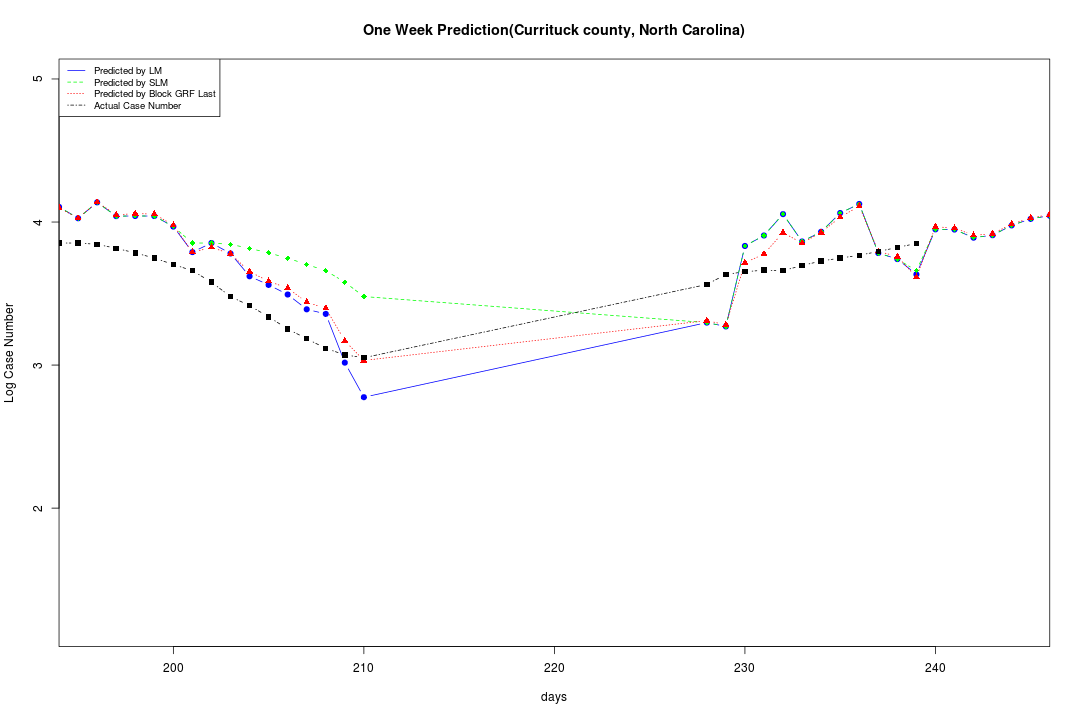 One Week Prediction(Currituck county, North Carolina)
Predicted by LM
Predicted by SLM
Predicted by Block GRF Last
Actual Case Number
5
4
3
2
Log Case Number
200
210
220
230
240
days